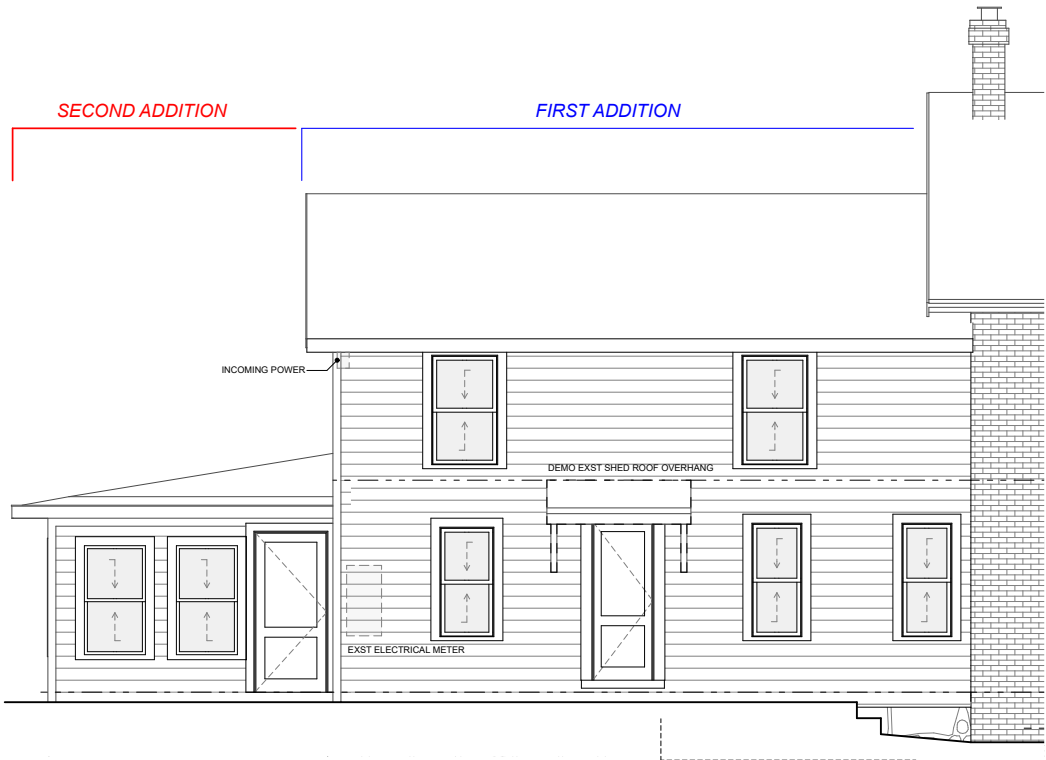 SECOND ADDITION
FIRST ADDITION
INCOMING POWER
DEMO EXST SHED ROOF OVERHANG
EXST ELECTRICAL METER